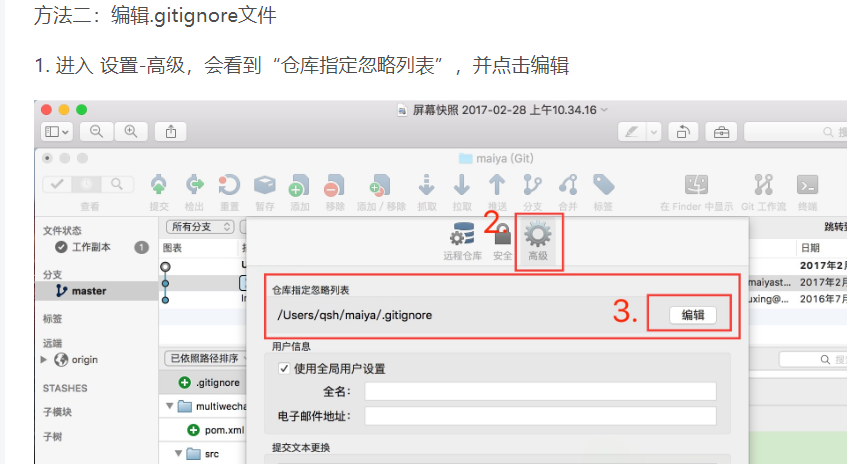 方法二：编辑.gitignore文件
1. 进入 设置-高级，会看到“仓库指定忽略列表”，并点击编辑
屏幕快照 2017-02-28 上午10.34.16
maiya (Git)
查看 提交 检出 重置 暂存 添加 移除 添加 / 移除 抓取 拉取 推送 分支 合并 标签 在 Finder 中显示 Git 工作流 终端
文件状态
工作副本 1
分支
master
标签
远端
origin
STASHES
子模块
子树
所有分支
跳转到
图表
日期
2017年2月
maiyast... 2017年2月
uxing@... 2016年7月
已依照路径排序
搜
.gitignore
multiwecha
pom.xml
src
2.
远程仓库 安全 高级
仓库指定忽略列表
/Users/qsh/maiya/.gitignore
3.
编辑
用户信息
使用全局用户设置
全名：
电子邮件地址：
提交文本更换